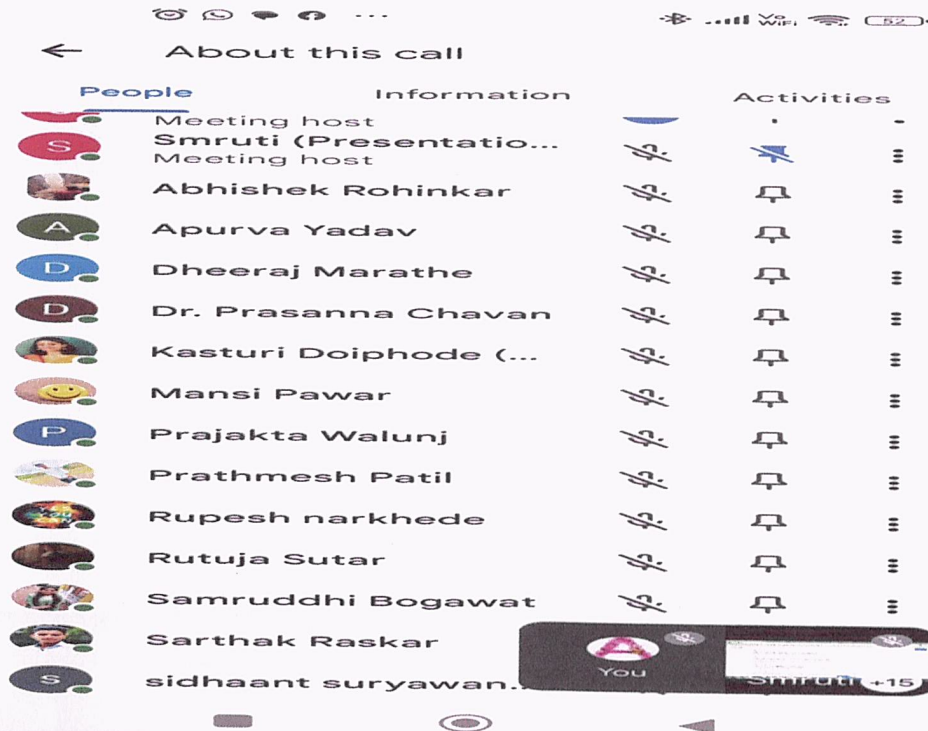 52
About this call
People Information Activities
Meeting host
S Smruti (Presentatio...
Meeting host
Abhishek Rohinkar
A Apurva Yadav
D Dheeraj Marathe
D Dr. Prasanna Chavan
Kasturi Doiphode (...
Mansi Pawar
P Prajakta Walunj
Prathmesh Patil
Rupesh narkhede
Rutuja Sutar
Samruddhi Bogawat
Sarthak Raskar
S sidhaant suryawan...
A
You
Smruti +15